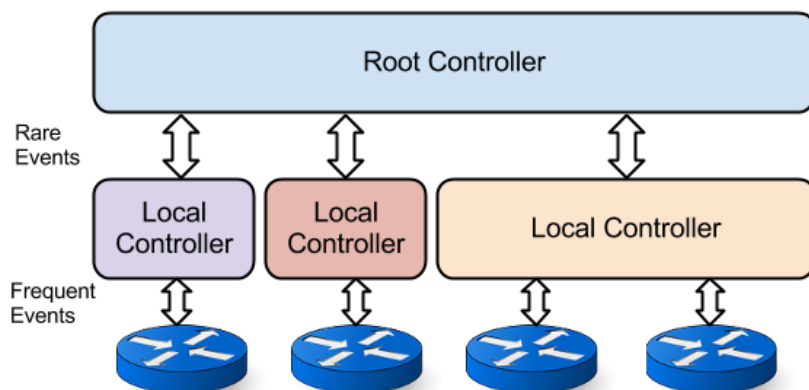 Root Controller
Rare
Events
Local
Controller
Local
Controller
Local Controller
Frequent
Events